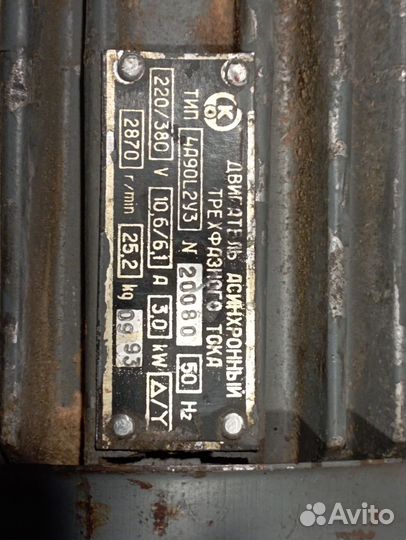 ДВИГАТЕЛЬ АСИНХРОННЫЙ
ТРЕХФАЗНОГО ТОКА
ТИП 4А90L2У3 N 20080 50 Hz
220/380 V 10,6/6,1 A 3,0 kW Δ/Y
2870 r/min 25,2 kg 09 93
Avito